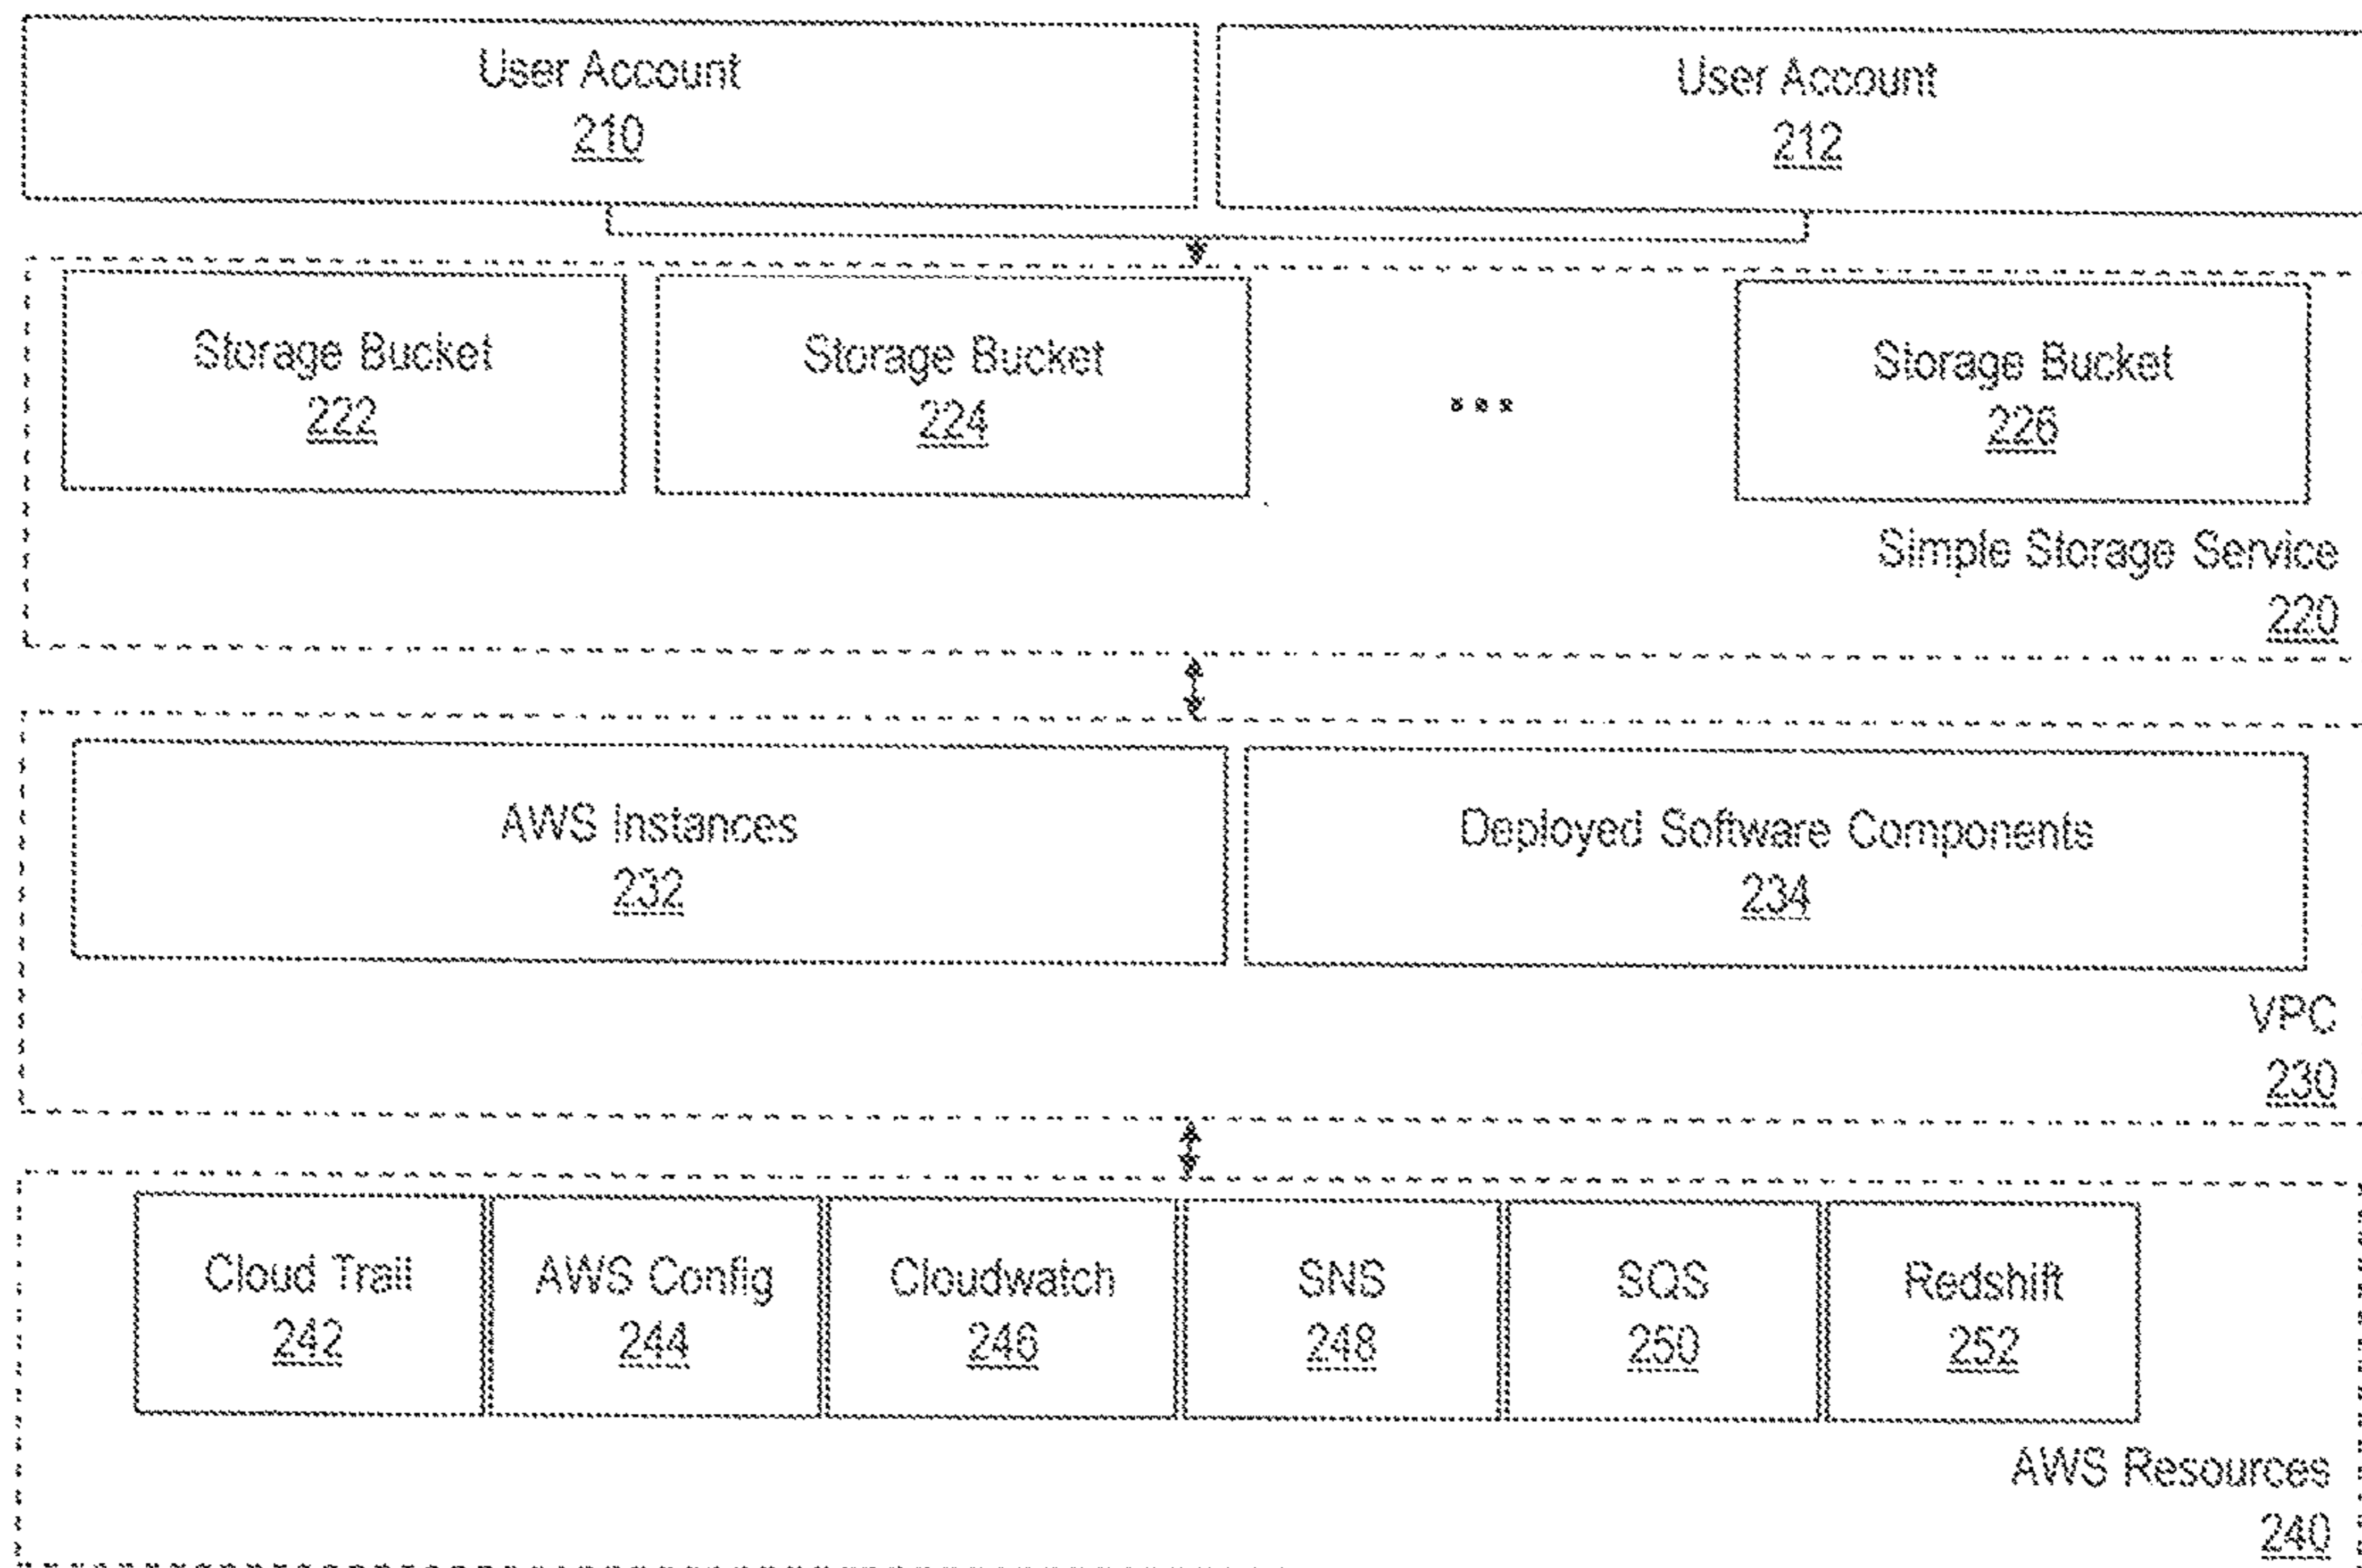 User Account
210
User Account
212
Storage Bucket
222
Storage Bucket
224
...
Storage Bucket
226
Simple Storage Service
220
AWS Instances
232
Deployed Software Components
234
VPC
230
Cloud Trail
242
AWS Config
244
Cloudwatch
246
SNS
248
SQS
250
Redshift
252
AWS Resources
240